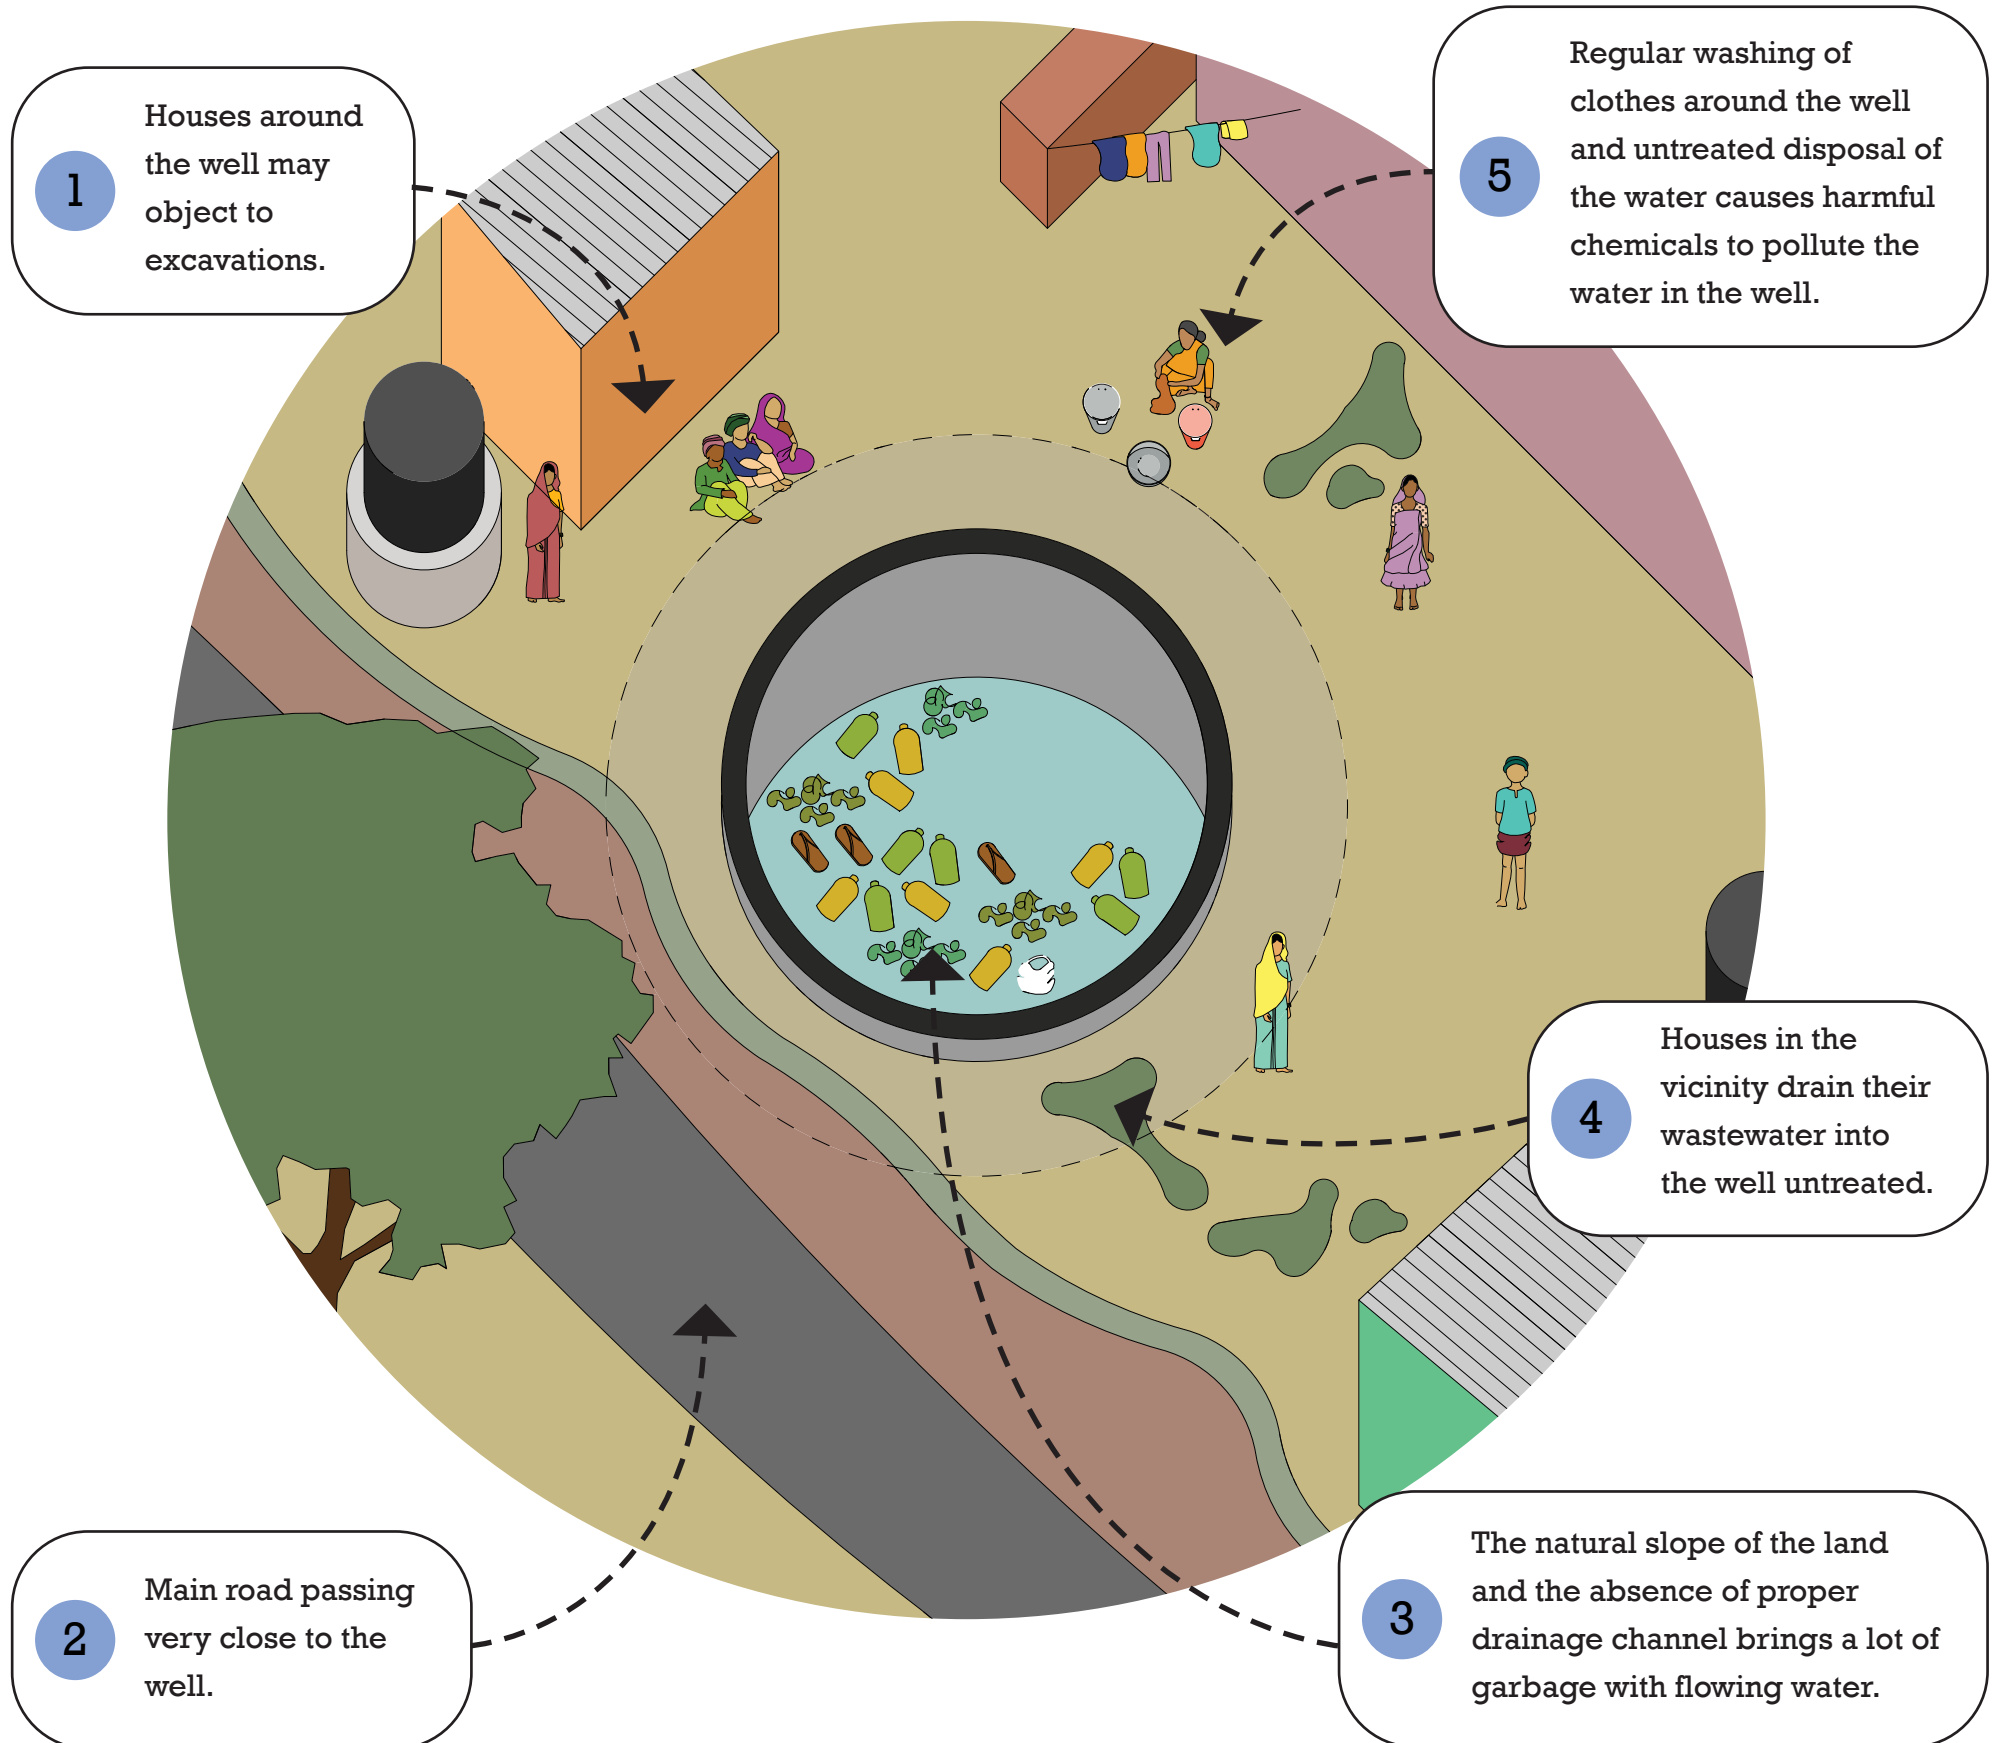 1
Houses around
the well may
object to
excavations.
5
Regular washing of
clothes around the well
and untreated disposal of
the water causes harmful
chemicals to pollute the
water in the well.
4
Houses in the
vicinity drain their
wastewater into
the well untreated.
2
Main road passing
very close to the
well.
3
The natural slope of the land
and the absence of proper
drainage channel brings a lot of
garbage with flowing water.